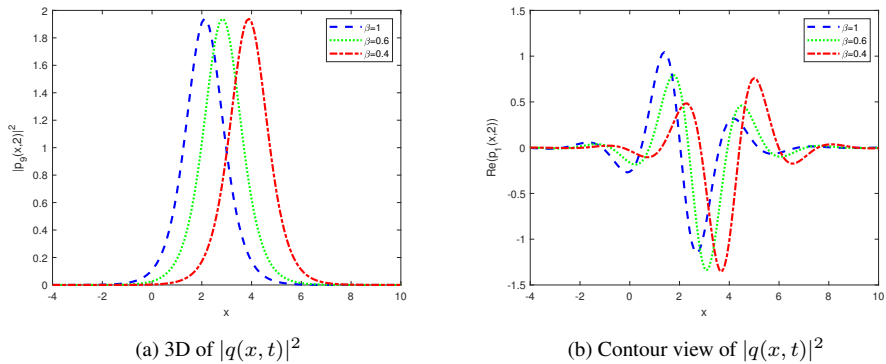 2
1.8
1.6
1.4
1.2
1
0.8
0.6
0.4
0.2
0
-4 -2 0 2 4 6 8 10
x
|p₉(x,2)|²
β=1
β=0.6
β=0.4
1.5
1
0.5
0
-0.5
-1
-1.5
-4 -2 0 2 4 6 8 10
x
Re(p₁(x,2))
β=1
β=0.6
β=0.4
(a) 3D of |q(x, t)|²
(b) Contour view of |q(x, t)|²